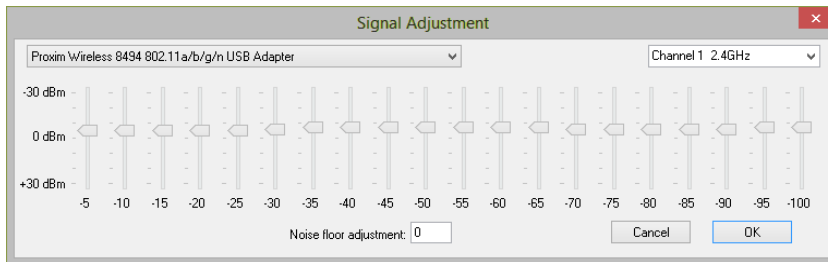 Signal Adjustment
Proxim Wireless 8494 802.11a/b/g/n USB Adapter
Channel 1 2.4GHz
-30 dBm
0 dBm
+30 dBm
-5 -10 -15 -20 -25 -30 -35 -40 -45 -50 -55 -60 -65 -70 -75 -80 -85 -90 -95 -100
Noise floor adjustment: 0
Cancel OK